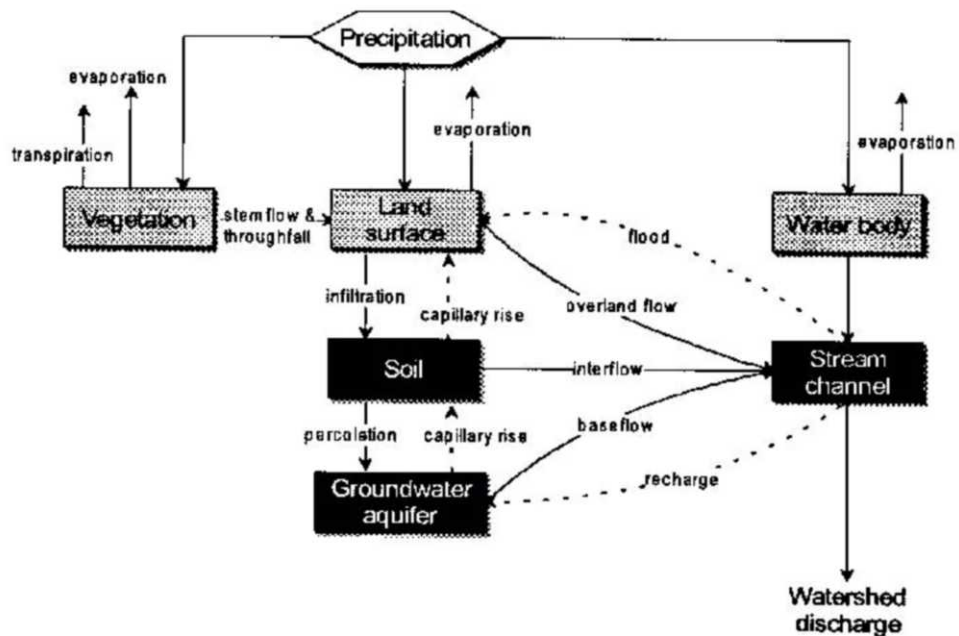 Precipitation
evaporation
transpiration
evaporation
evaporation
Vegetation
stem flow &
throughfall
Land
surface
Water body
flood
infiltration
capillary rise
overland flow
Soil
interflow
Stream
channel
percolation
capillary rise
baseflow
recharge
Groundwater
aquifer
Watershed
discharge